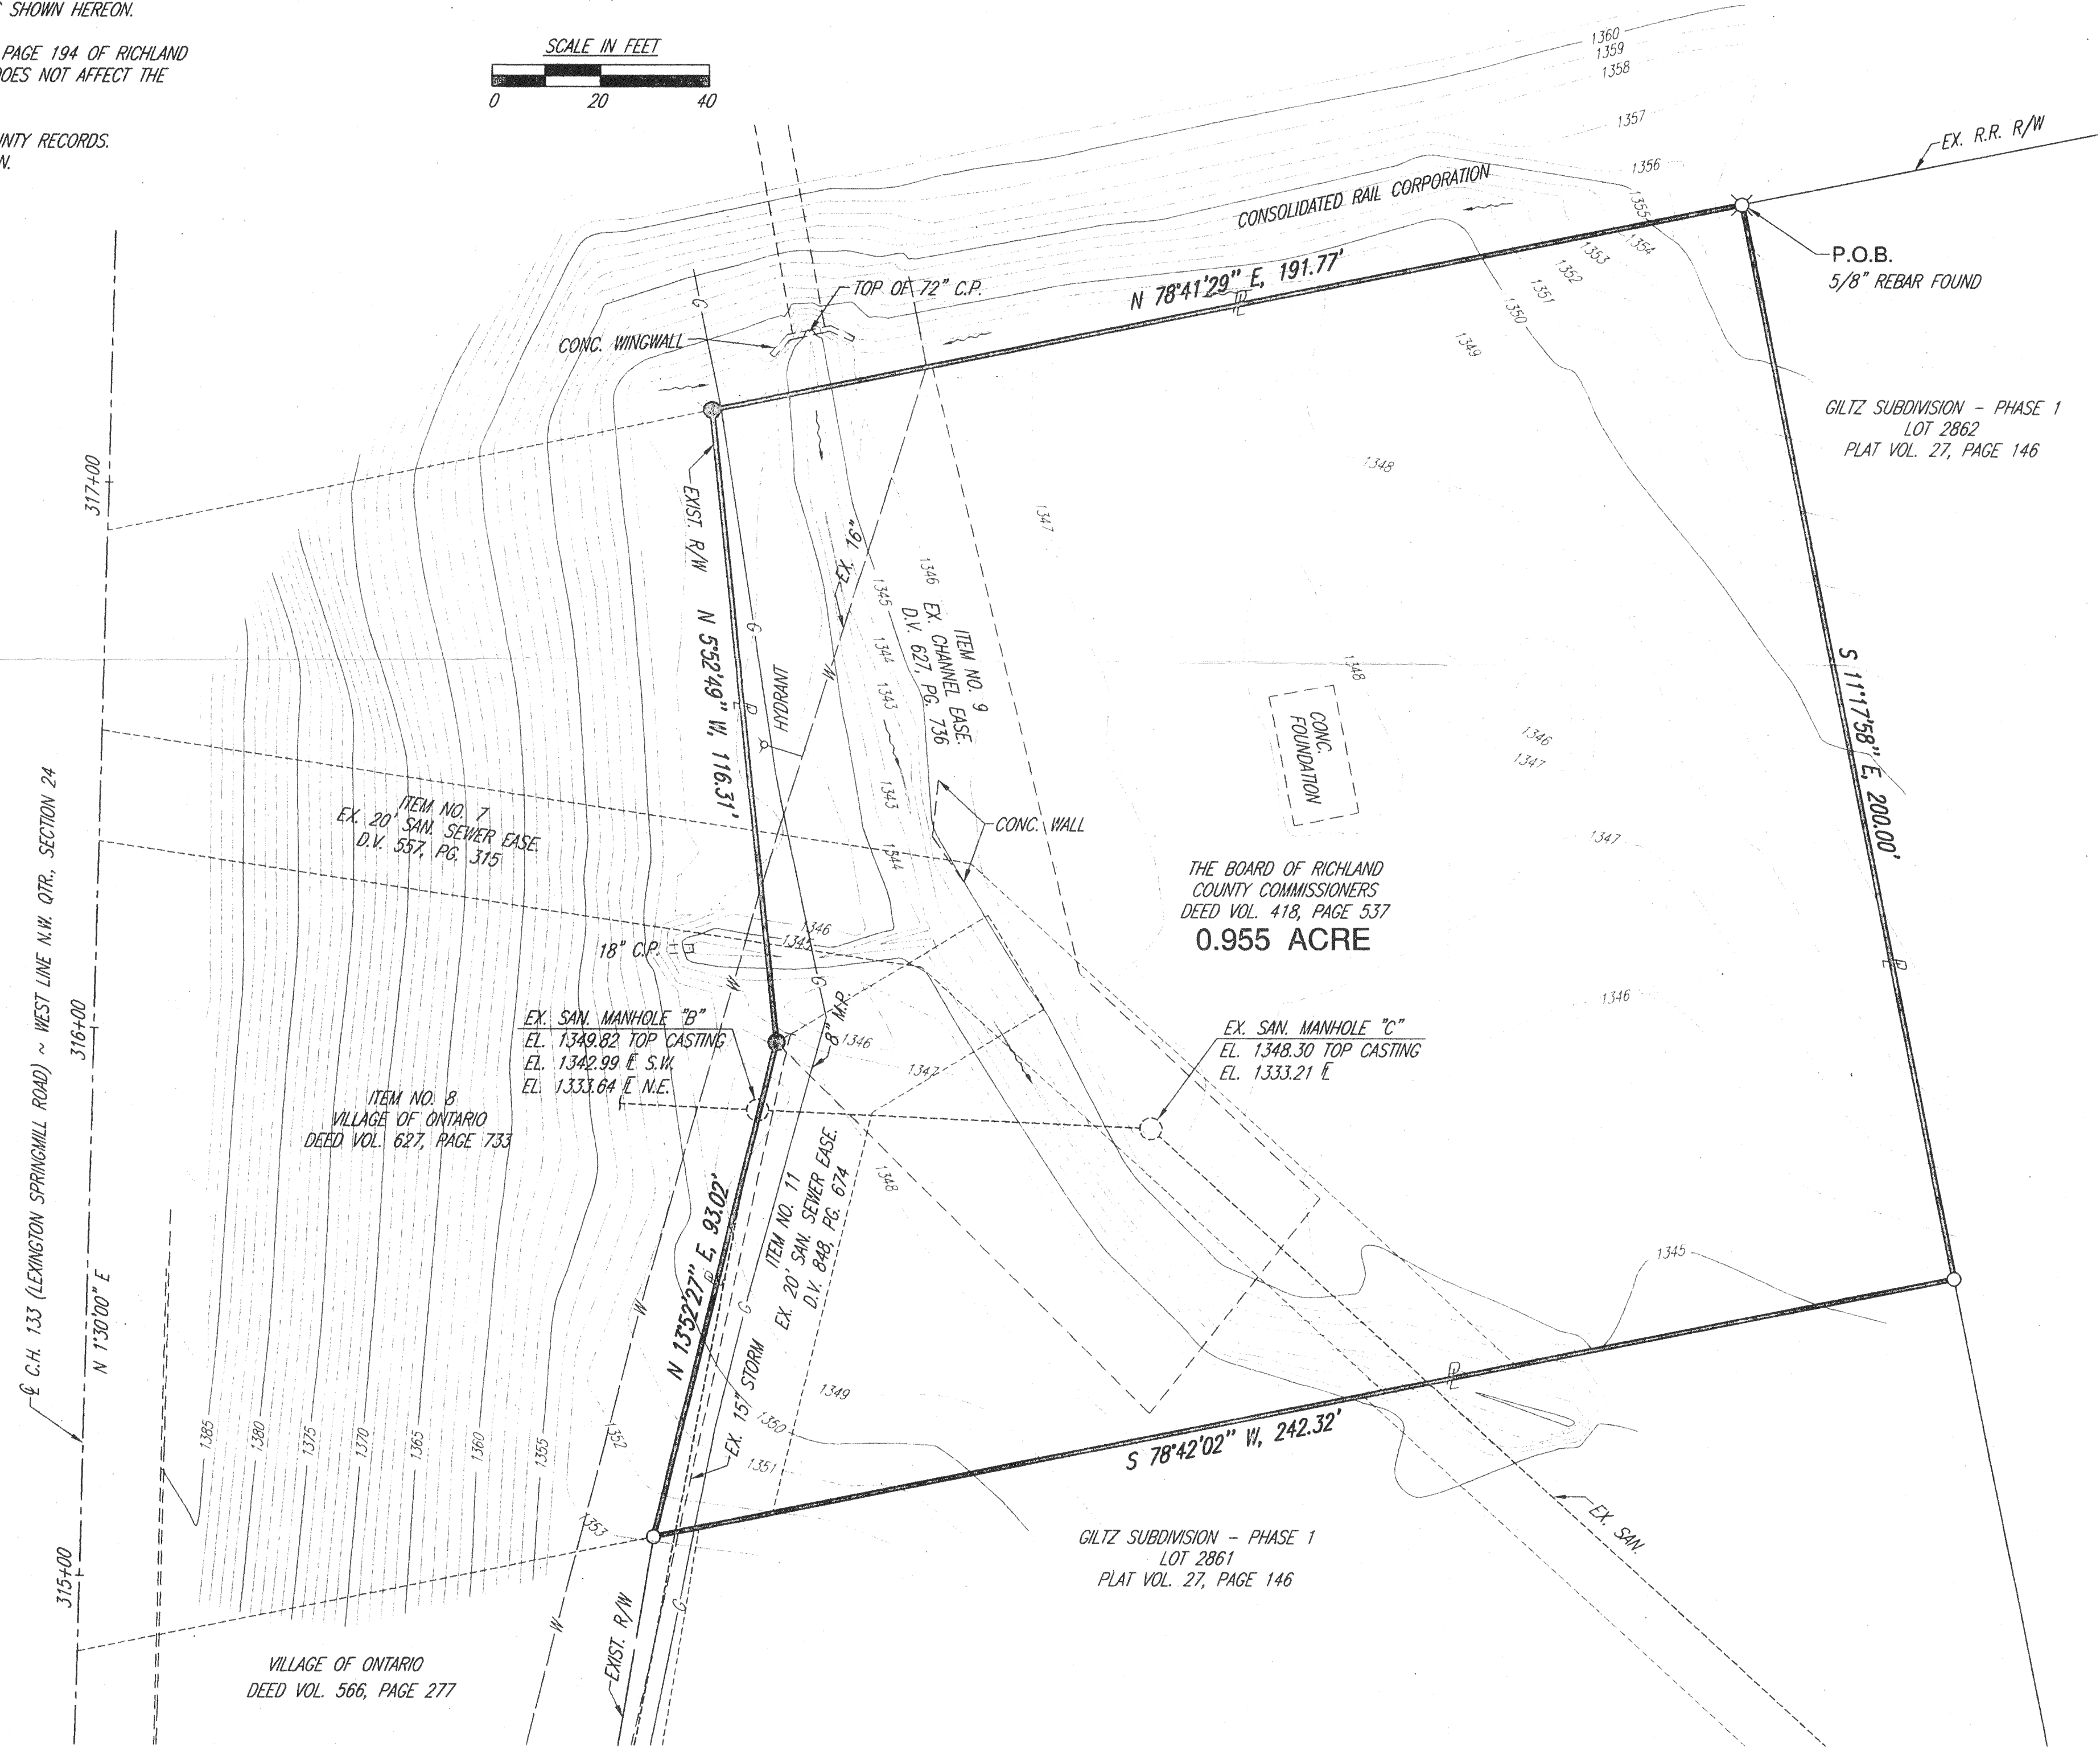 SHOWN HEREON.
PAGE 194 OF RICHLAND
DOES NOT AFFECT THE
UNTY RECORDS.
N.
SCALE IN FEET
0 20 40
1360
1359
1358
1357
1356
1355
1354
1353
1352
1351
1350
1349
EX. R.R. R/W
CONSOLIDATED RAIL CORPORATION
P.O.B.
5/8" REBAR FOUND
N 78°41'29" E, 191.77'
TOP OF 72" C.P.
CONC. WINGWALL
G
GILTZ SUBDIVISION - PHASE 1
LOT 2862
PLAT VOL. 27, PAGE 146
317+00
EXIST. R/W
N 5°52'49" W, 116.31'
1348
1347
EX. 16"
1346
1345
1344
1343
1343
1344
ITEM NO. 9
EX. CHANNEL EASE.
D.V. 627, PG. 736
G
W
HYDRANT
1348
CONC.
FOUNDATION
1346
1347
1347
1346
S 11°17'58" E, 200.00'
ITEM NO. 7
EX. 20' SAN. SEWER EASE.
D.V. 557, PG. 315
CONC. WALL
THE BOARD OF RICHLAND
COUNTY COMMISSIONERS
DEED VOL. 418, PAGE 537
0.955 ACRE
18" C.P.
1346
1345
W
W
G
8" M.P.
1346
1347
1348
EX. SAN. MANHOLE "B"
EL. 1349.82 TOP CASTING
EL. 1342.99 ℄ S.W.
EL. 1333.64 ℄ N.E.
EX. SAN. MANHOLE "C"
EL. 1348.30 TOP CASTING
EL. 1333.21 ℄
316+00
℄ C.H. 133 (LEXINGTON SPRINGMILL ROAD) ~ WEST LINE N.W. QTR., SECTION 24
N 1°30'00" E
ITEM NO. 8
VILLAGE OF ONTARIO
DEED VOL. 627, PAGE 733
N 13°52'27" E, 93.02'
ITEM NO. 11
EX. 20' SAN. SEWER EASE.
D.V. 848, PG. 674
EX. 15" STORM
W
G
1345
1385
1380
1375
1370
1365
1360
1355
1352
1353
1349
1350
1351
S 78°42'02" W, 242.32'
GILTZ SUBDIVISION - PHASE 1
LOT 2861
PLAT VOL. 27, PAGE 146
EX. SAN.
315+00
EXIST. R/W
W
G
VILLAGE OF ONTARIO
DEED VOL. 566, PAGE 277